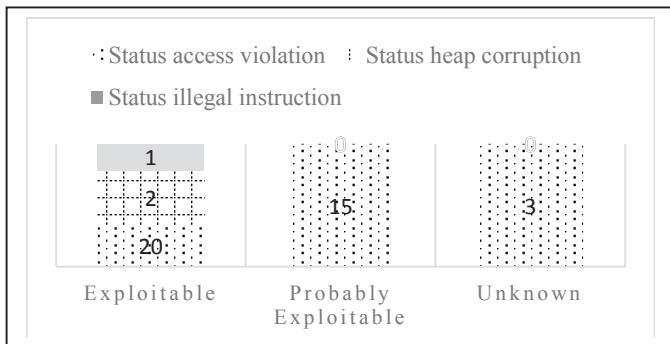 Status access violation Status heap corruption
Status illegal instruction
0 0
1
2 15 3
20
Exploitable Probably Exploitable Unknown